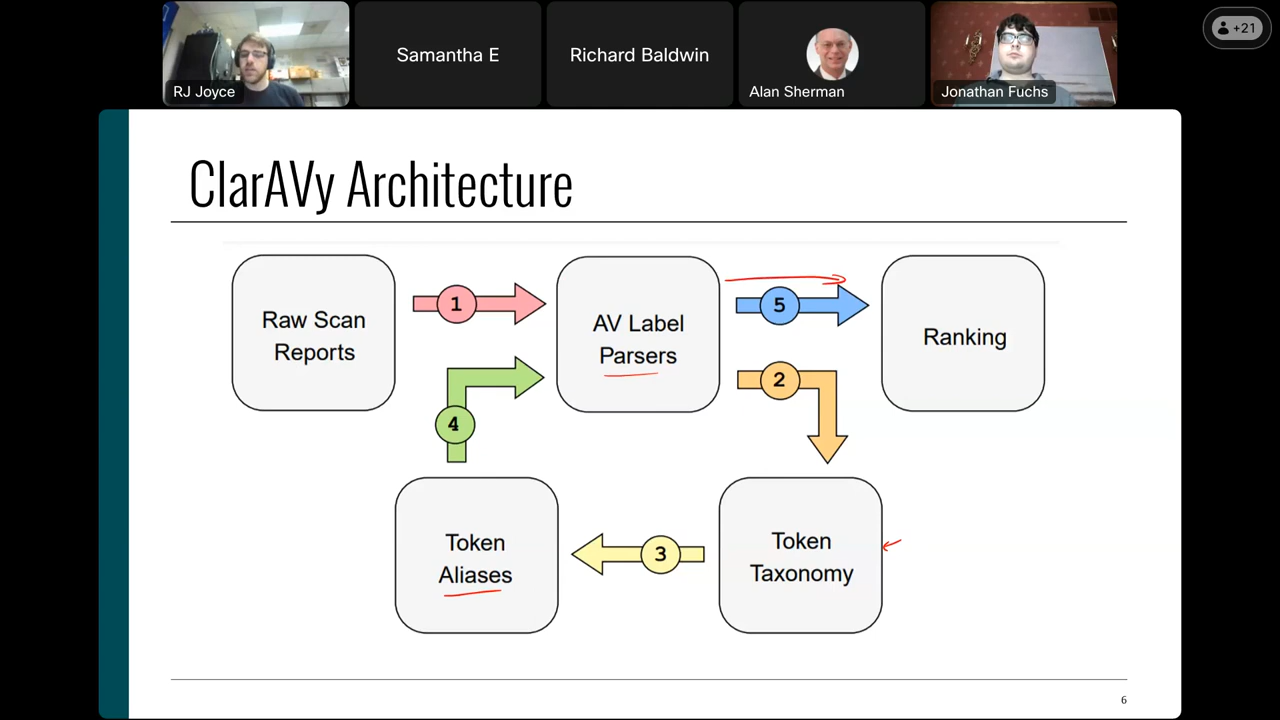 Samantha E
Richard Baldwin
+21
RJ Joyce
Alan Sherman
Jonathan Fuchs
ClarAVy Architecture
Raw Scan
Reports
1
AV Label
Parsers
5
Ranking
2
4
Token
Aliases
3
Token
Taxonomy
6